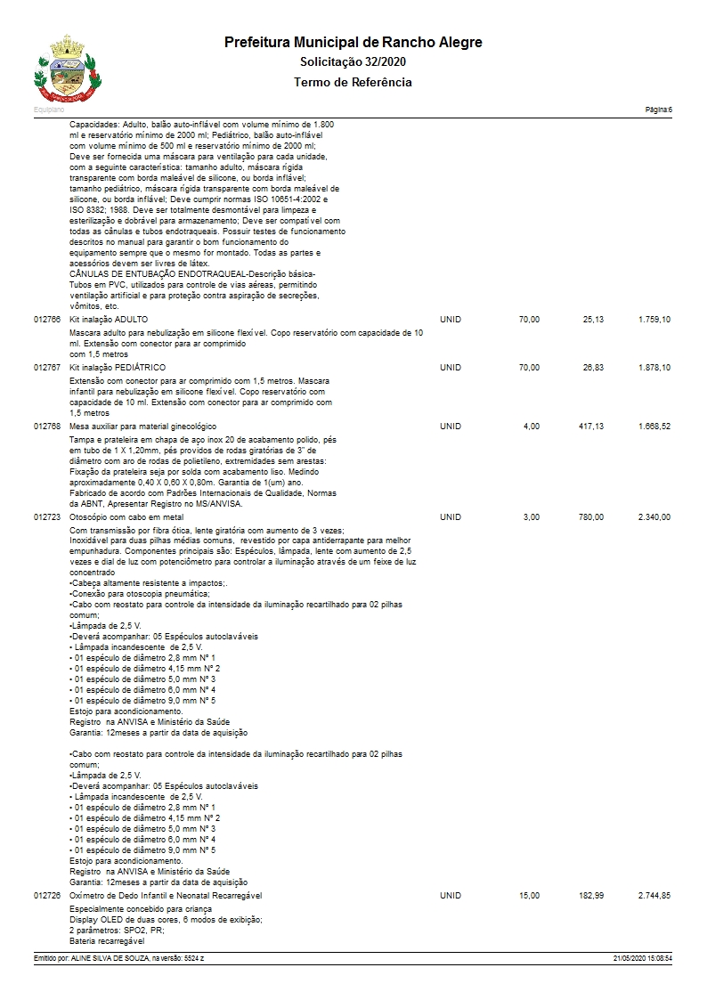 Prefeitura Municipal de Rancho Alegre
Solicitação 32/2020
Termo de Referência
Equiplano
Página:6
Capacidades: Adulto, balão auto-inflável com volume mínimo de 1.800
ml e reservatório mínimo de 2000 ml; Pediátrico, balão auto-inflável
com volume mínimo de 500 ml e reservatório mínimo de 2000 ml;
Deve ser fornecida uma máscara para ventilação para cada unidade,
com a seguinte característica: tamanho adulto, máscara rígida
transparente com borda maleável de silicone, ou borda inflável;
tamanho pediátrico, máscara rígida transparente com borda maleável de
silicone, ou borda inflável; Deve cumprir normas ISO 10651-4:2002 e
ISO 8382; 1988. Deve ser totalmente desmontável para limpeza e
esterilização e dobrável para armazenamento; Deve ser compatível com
todas as cânulas e tubos endotraqueais. Possuir testes de funcionamento
descritos no manual para garantir o bom funcionamento do
equipamento sempre que o mesmo for montado. Todas as partes e
acessórios devem ser livres de látex.
CÂNULAS DE ENTUBAÇÃO ENDOTRAQUEAL-Descrição básica-
Tubos em PVC, utilizados para controle de vias aéreas, permitindo
ventilação artificial e para proteção contra aspiração de secreções,
vômitos, etc.
012766 Kit inalação ADULTO UNID 70,00 25,13 1.759,10
Mascara adulto para nebulização em silicone flexível. Copo reservatório com capacidade de 10
ml. Extensão com conector para ar comprimido
com 1,5 metros
012767 Kit inalação PEDIÁTRICO UNID 70,00 26,83 1.878,10
Extensão com conector para ar comprimido com 1,5 metros. Mascara
infantil para nebulização em silicone flexível. Copo reservatório com
capacidade de 10 ml. Extensão com conector para ar comprimido com
1,5 metros
012768 Mesa auxiliar para material ginecológico UNID 4,00 417,13 1.668,52
Tampa e prateleira em chapa de aço inox 20 de acabamento polido, pés
em tubo de 1 X 1,20mm, pés providos de rodas giratórias de 3” de
diâmetro com aro de rodas de polietileno, extremidades sem arestas:
Fixação da prateleira seja por solda com acabamento liso. Medindo
aproximadamente 0,40 X 0,60 X 0,80m. Garantia de 1(um) ano.
Fabricado de acordo com Padrões Internacionais de Qualidade, Normas
da ABNT, Apresentar Registro no MS/ANVISA.
012723 Otoscópio com cabo em metal UNID 3,00 780,00 2.340,00
Com transmissão por fibra ótica, lente giratória com aumento de 3 vezes;
Inoxidável para duas pilhas médias comuns, revestido por capa antiderrapante para melhor
empunhadura. Componentes principais são: Espéculos, lâmpada, lente com aumento de 2,5
vezes e dial de luz com potenciômetro para controlar a iluminação através de um feixe de luz
concentrado
•Cabeça altamente resistente a impactos;.
•Conexão para otoscopia pneumática;
•Cabo com reostato para controle da intensidade da iluminação recartilhado para 02 pilhas
comum;
•Lâmpada de 2,5 V.
•Deverá acompanhar: 05 Espéculos autoclaváveis
• Lâmpada incandescente de 2,5 V.
• 01 espéculo de diâmetro 2,8 mm Nº 1
• 01 espéculo de diâmetro 4,15 mm Nº 2
• 01 espéculo de diâmetro 5,0 mm Nº 3
• 01 espéculo de diâmetro 6,0 mm Nº 4
• 01 espéculo de diâmetro 9,0 mm Nº 5
Estojo para acondicionamento.
Registro na ANVISA e Ministério da Saúde
Garantia: 12meses a partir da data de aquisição
•Cabo com reostato para controle da intensidade da iluminação recartilhado para 02 pilhas
comum;
•Lâmpada de 2,5 V.
•Deverá acompanhar: 05 Espéculos autoclaváveis
• Lâmpada incandescente de 2,5 V.
• 01 espéculo de diâmetro 2,8 mm Nº 1
• 01 espéculo de diâmetro 4,15 mm Nº 2
• 01 espéculo de diâmetro 5,0 mm Nº 3
• 01 espéculo de diâmetro 6,0 mm Nº 4
• 01 espéculo de diâmetro 9,0 mm Nº 5
Estojo para acondicionamento.
Registro na ANVISA e Ministério da Saúde
Garantia: 12meses a partir da data de aquisição
012726 Oxímetro de Dedo Infantil e Neonatal Recarregável UNID 15,00 182,99 2.744,85
Especialmente concebido para criança
Display OLED de duas cores, 6 modos de exibição;
2 parâmetros: SPO2, PR;
Bateria recarregável
Emitido por: ALINE SILVA DE SOUZA, na versão: 5524 z
21/05/2020 15:08:54